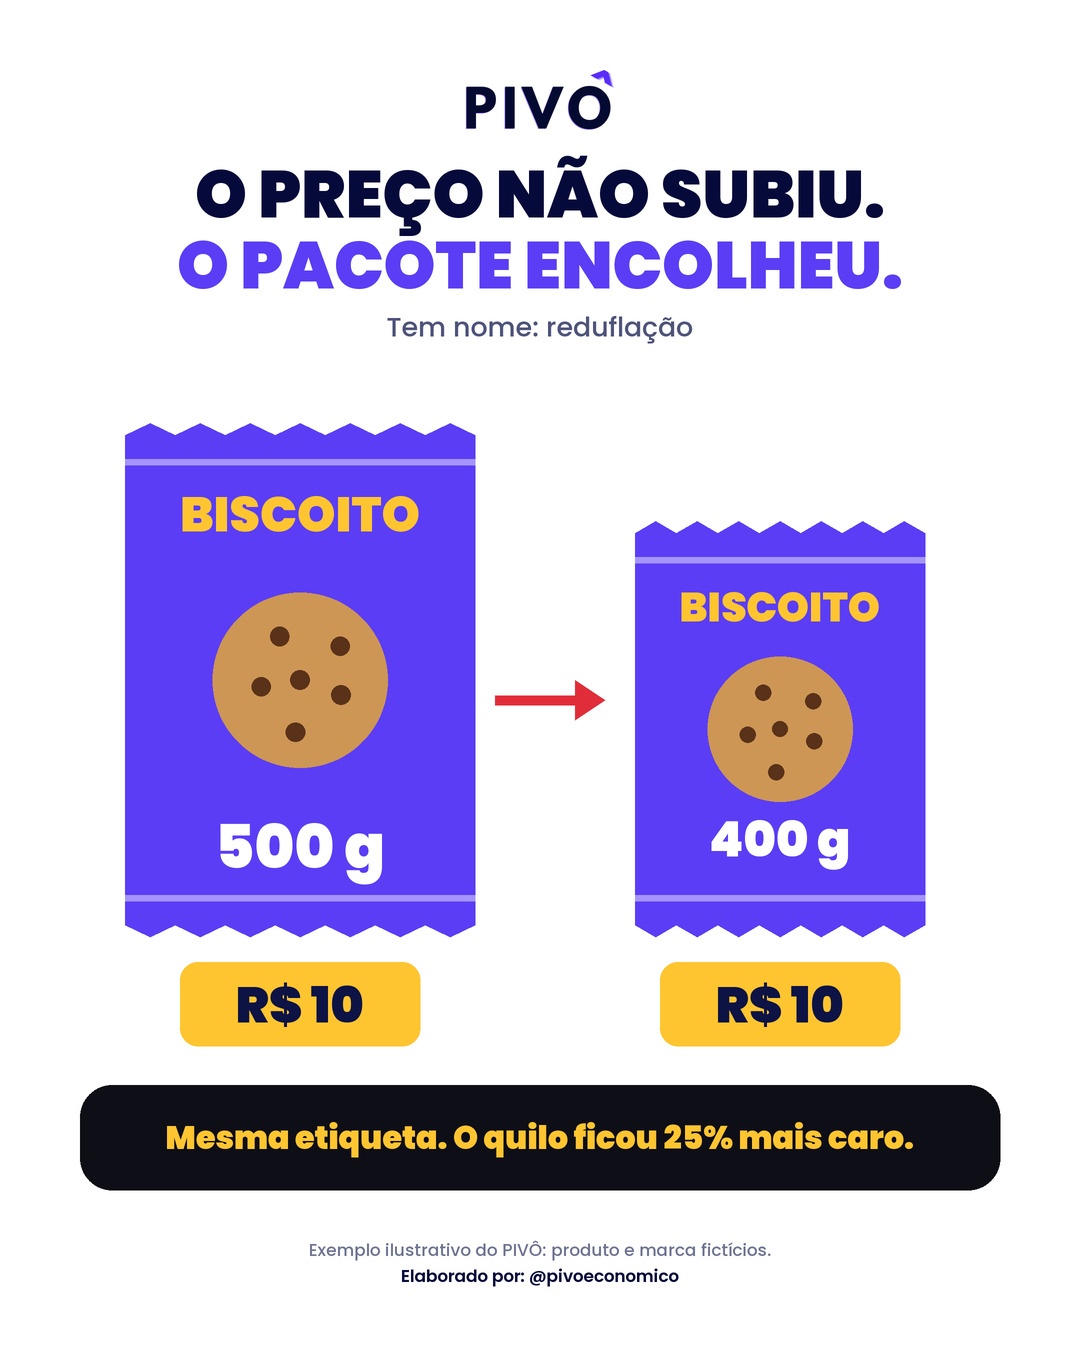 PIVÔ
O PREÇO NÃO SUBIU.
O PACOTE ENCOLHEU.
Tem nome: reduflação
BISCOITO
500 g
R$ 10
BISCOITO
400 g
R$ 10
Mesma etiqueta. O quilo ficou 25% mais caro.
Exemplo ilustrativo do PIVÔ: produto e marca fictícios.
Elaborado por: @pivoeconomico